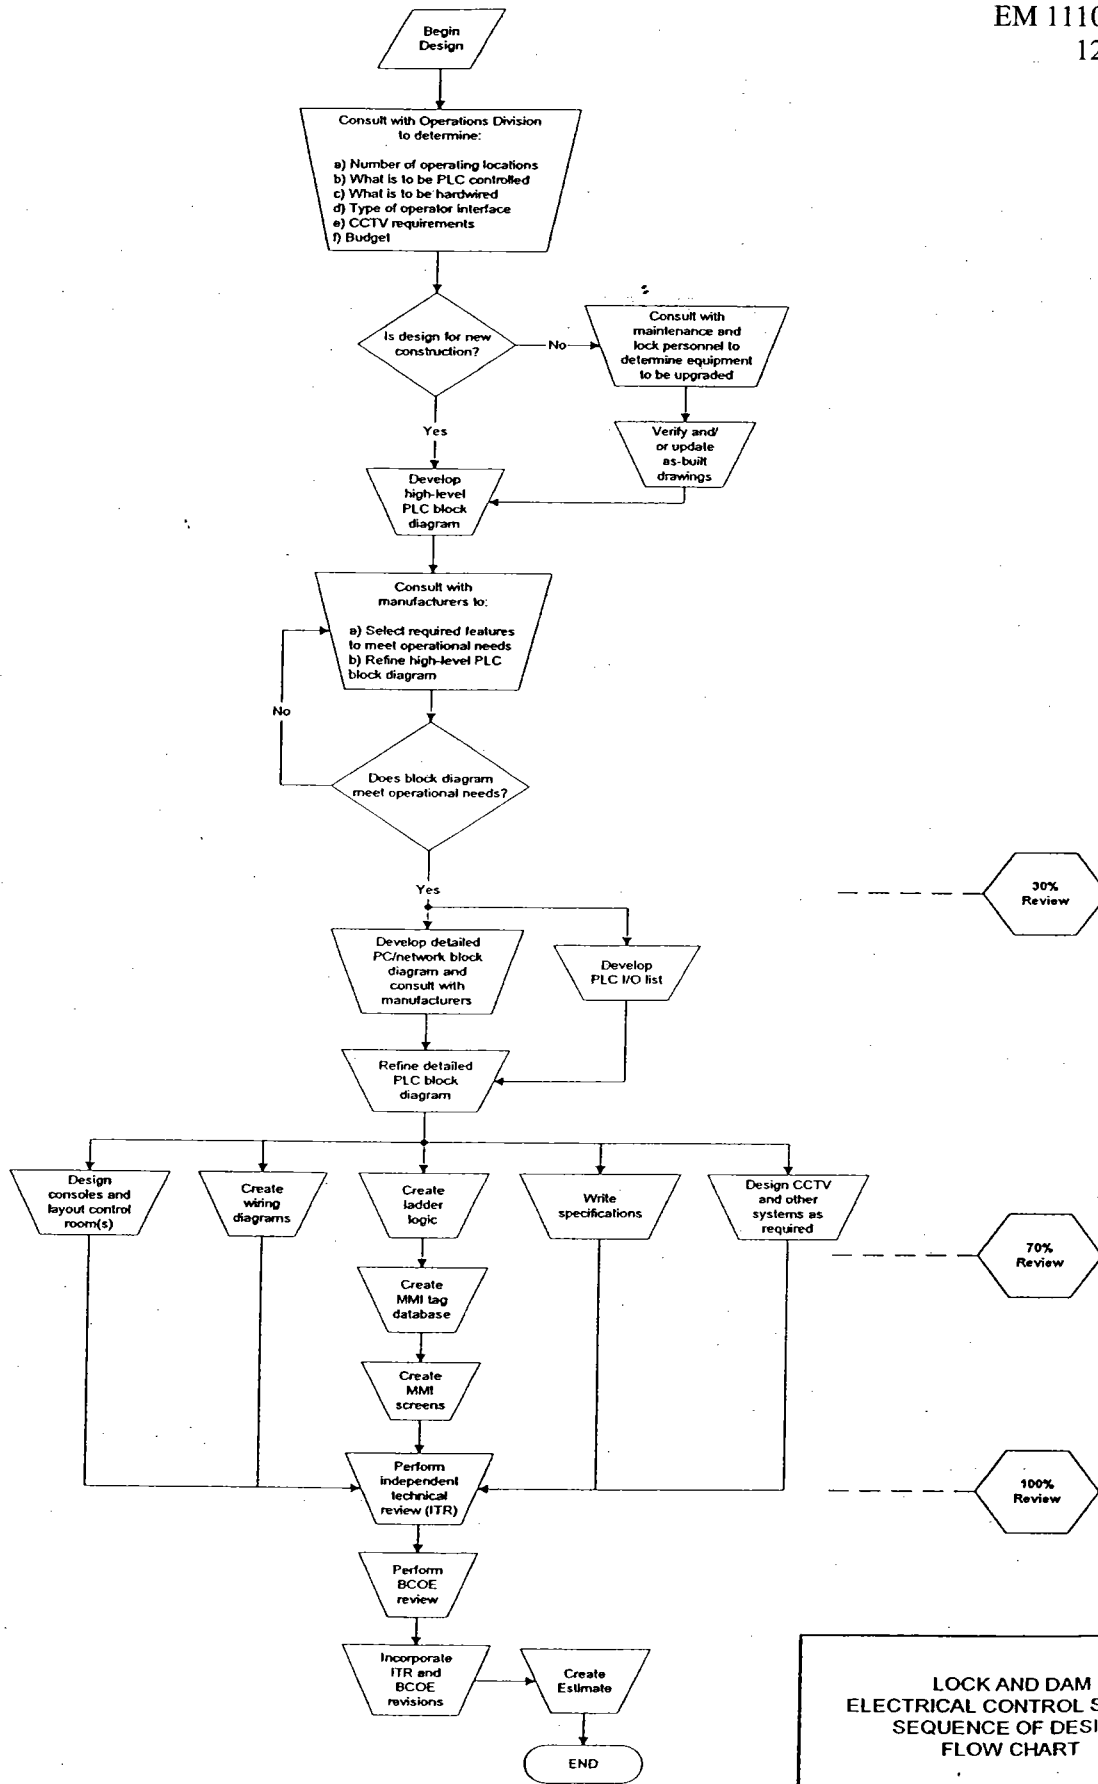 EM 1110
12
Begin
Design
Consult with Operations Division
to determine:
a) Number of operating locations
b) What is to be PLC controlled
c) What is to be hardwired
d) Type of operator interface
e) CCTV requirements
f) Budget
Is design for new
construction?
No
Consult with
maintenance and
lock personnel to
determine equipment
to be upgraded
Yes
Verify and/
or update
as-built
drawings
Develop
high-level
PLC block
diagram
Consult with
manufacturers to:
a) Select required features
to meet operational needs
b) Refine high-level PLC
block diagram
No
Does block diagram
meet operational needs?
30%
Review
Yes
Develop detailed
PC/network block
diagram and
consult with
manufacturers
Develop
PLC I/O list
Refine detailed
PLC block
diagram
Design
consoles and
layout control
room(s)
Create
wiring
diagrams
Create
ladder
logic
Write
specifications
Design CCTV
and other
systems as
required
70%
Review
Create
MMI tag
database
Create
MMI
screens
Perform
independent
technical
review (ITR)
100%
Review
Perform
BCOE
review
Incorporate
ITR and
BCOE
revisions
Create
Estimate
END
LOCK AND DAM
ELECTRICAL CONTROL S
SEQUENCE OF DESI
FLOW CHART